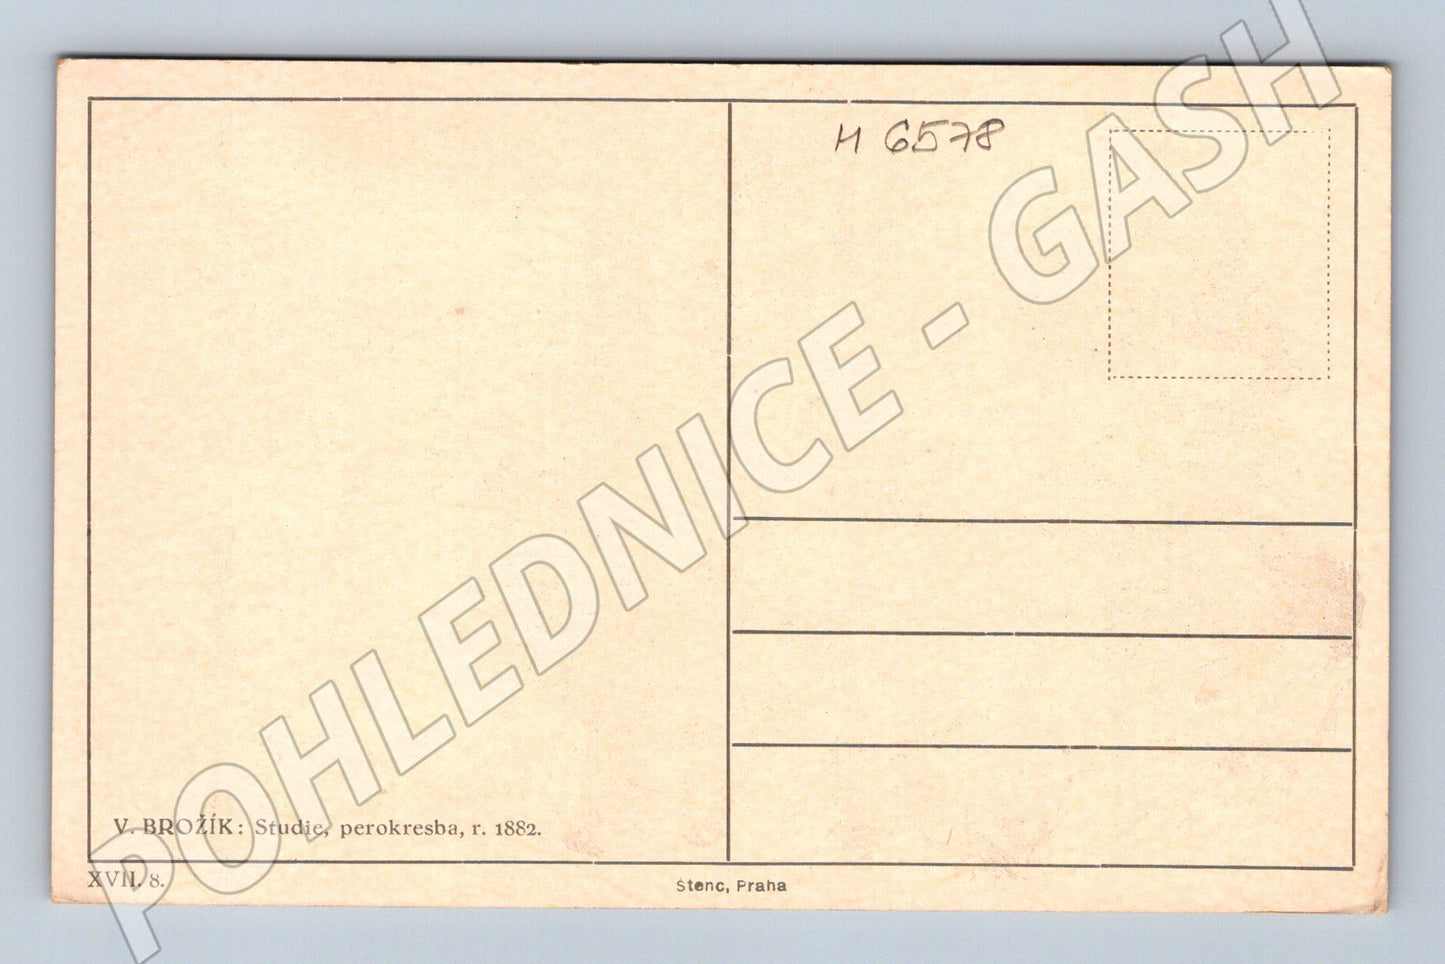 H 6578
POHLEDNICE - GASH
V. BROŽÍK: Studie, perokresba, r. 1882.
XVII. 8.
Štenc, Praha